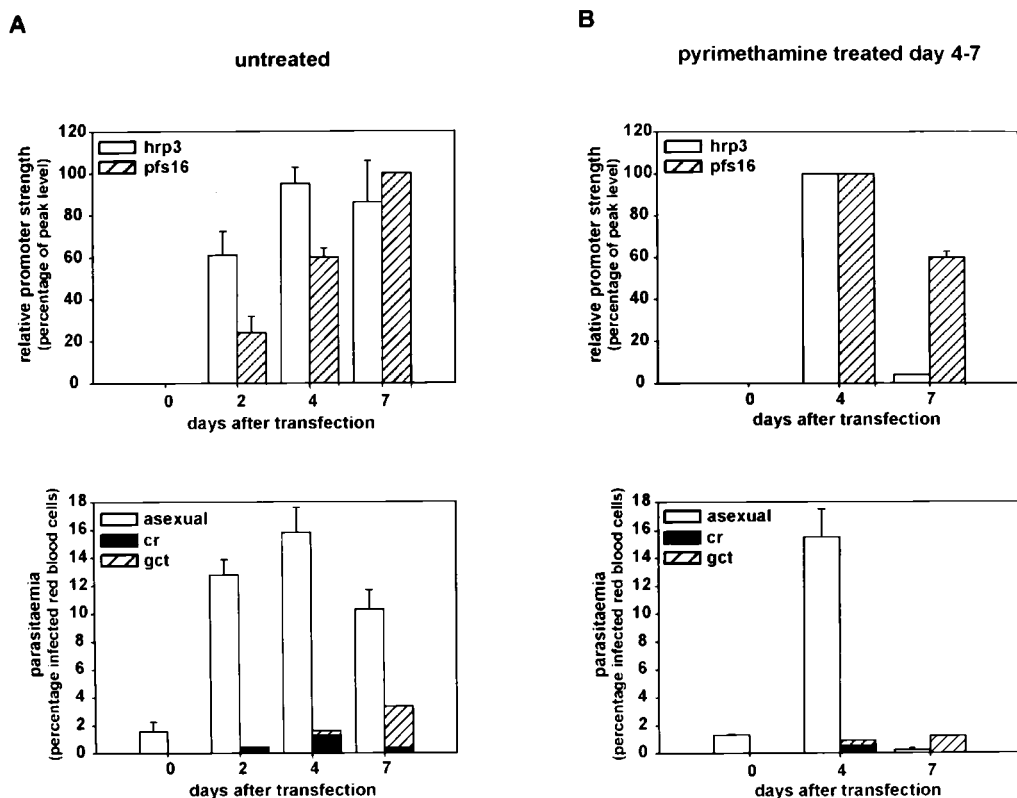 A
untreated
relative promoter strength
(percentage of peak level)
120
100
80
60
40
20
0
hrp3
pfs16
0 2 4 7
days after transfection
parasitaemia
(percentage infected red blood cells)
18
16
14
12
10
8
6
4
2
0
asexual
cr
gct
0 2 4 7
days after transfection
B
pyrimethamine treated day 4-7
relative promoter strength
(percentage of peak level)
120
100
80
60
40
20
0
hrp3
pfs16
0 4 7
days after transfection
parasitaemia
(percentage infected red blood cells)
18
16
14
12
10
8
6
4
2
0
asexual
cr
gct
0 4 7
days after transfection